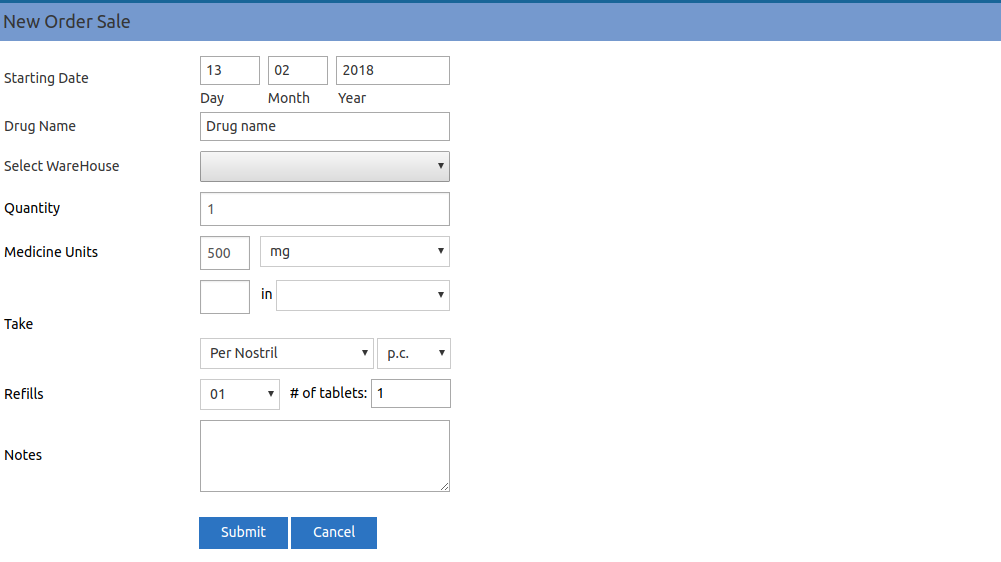 New Order Sale
Starting Date 13 02 2018
Day Month Year
Drug Name Drug name
Select WareHouse
Quantity 1
Medicine Units 500 mg
in
Take
Per Nostril p.c.
Refills 01 # of tablets: 1
Notes
Submit Cancel